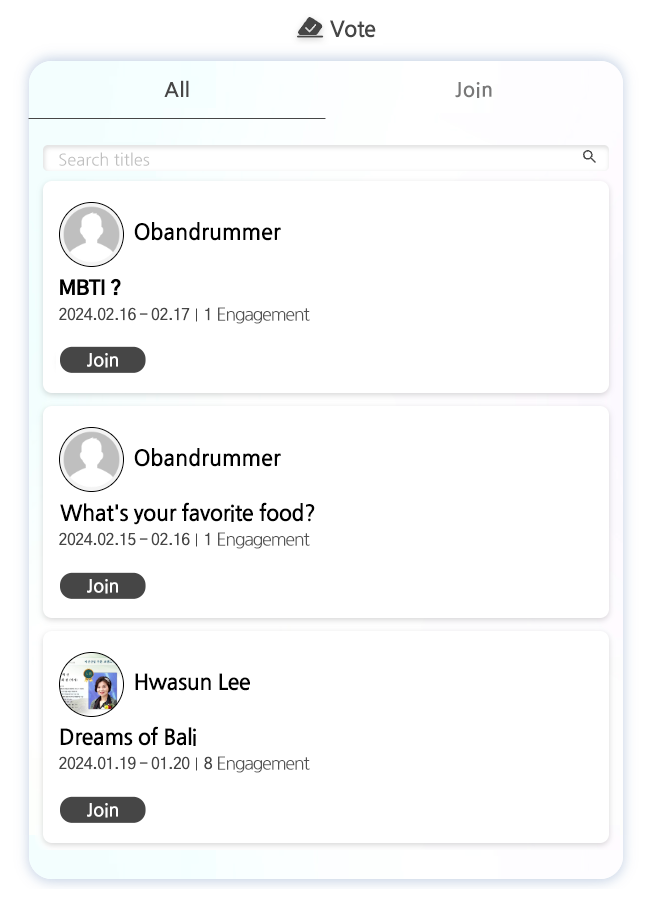 Vote
All
Join
Search titles
Obandrummer
MBTI ?
2024.02.16 – 02.17 | 1 Engagement
Join
Obandrummer
What's your favorite food?
2024.02.15 – 02.16 | 1 Engagement
Join
Hwasun Lee
Dreams of Bali
2024.01.19 – 01.20 | 8 Engagement
Join